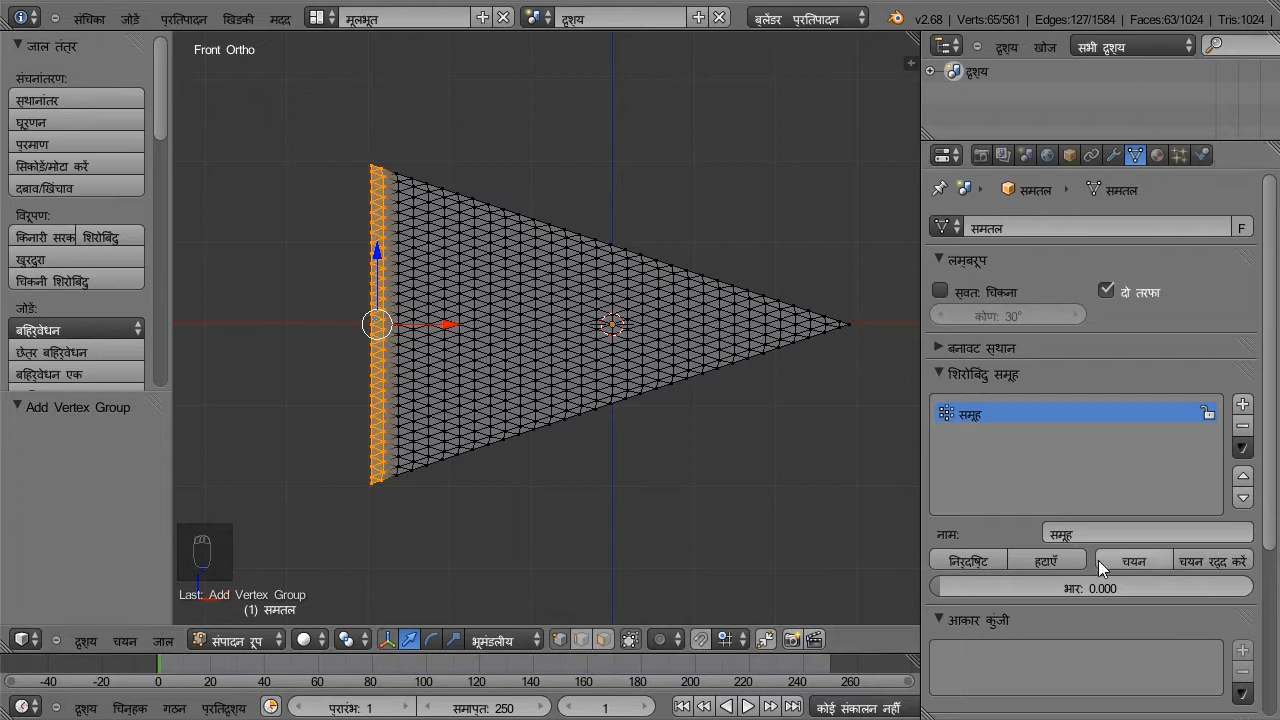 संचिका जोडें प्रतिपादन खिडकी मदद मूलभूत दृश्य ब्लेंडर प्रतिपादन v2.68 | Verts:65/561 | Edges:127/1584 | Faces:63/1024 | Tris:1024
जाल तंत्र
संचनांतरण:
स्थानांतर
घूर्णन
प्रमाण
सिकोडें/मोटा करें
दबाव/खिंचाव
विरूपण:
किनारी सरक शिरोबिंदु
खुरदुरा
चिकनी शिरोबिंदु
जोडें:
बहिर्वेधन
छेत्र बहिर्वेधन
बहिर्वेधन एक
Add Vertex Group
Front Ortho
Last: Add Vertex Group
(1) समतल
दृश्य खोज सभी दृश्य
दृश्य
समतल समतल
समतल F
लम्बरूप
स्वत: चिकना दो तरफा
कोण: 30°
बनावट स्थान
शिरोबिंदु समूह
समूह
नाम: समूह
निर्दिष्ट हटाएँ चयन चयन रद्द करें
भार: 0.000
आकार कुंजी
दृश्य चयन जाल संपादन रूप भूमंडलीय
-40 -20 0 20 40 60 80 100 120 140 160 180 200 220 240 260
दृश्य चिन्हक गठन प्रतिदृश्य प्रारंभ: 1 समाप्त: 250 1 कोई संकालन नहीं